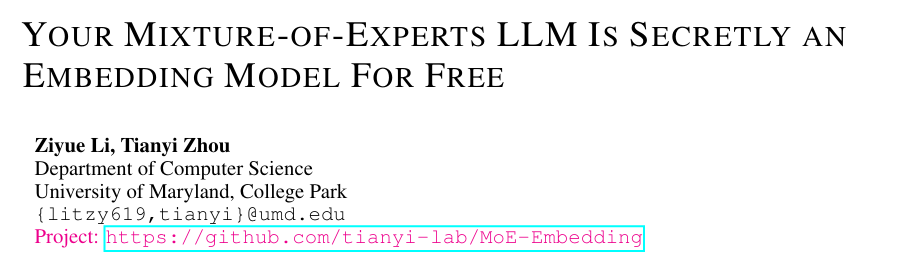 YOUR MIXTURE-OF-EXPERTS LLM IS SECRETLY AN
EMBEDDING MODEL FOR FREE
Ziyue Li, Tianyi Zhou
Department of Computer Science
University of Maryland, College Park
{litzy619,tianyi}@umd.edu
Project: https://github.com/tianyi-lab/MoE-Embedding